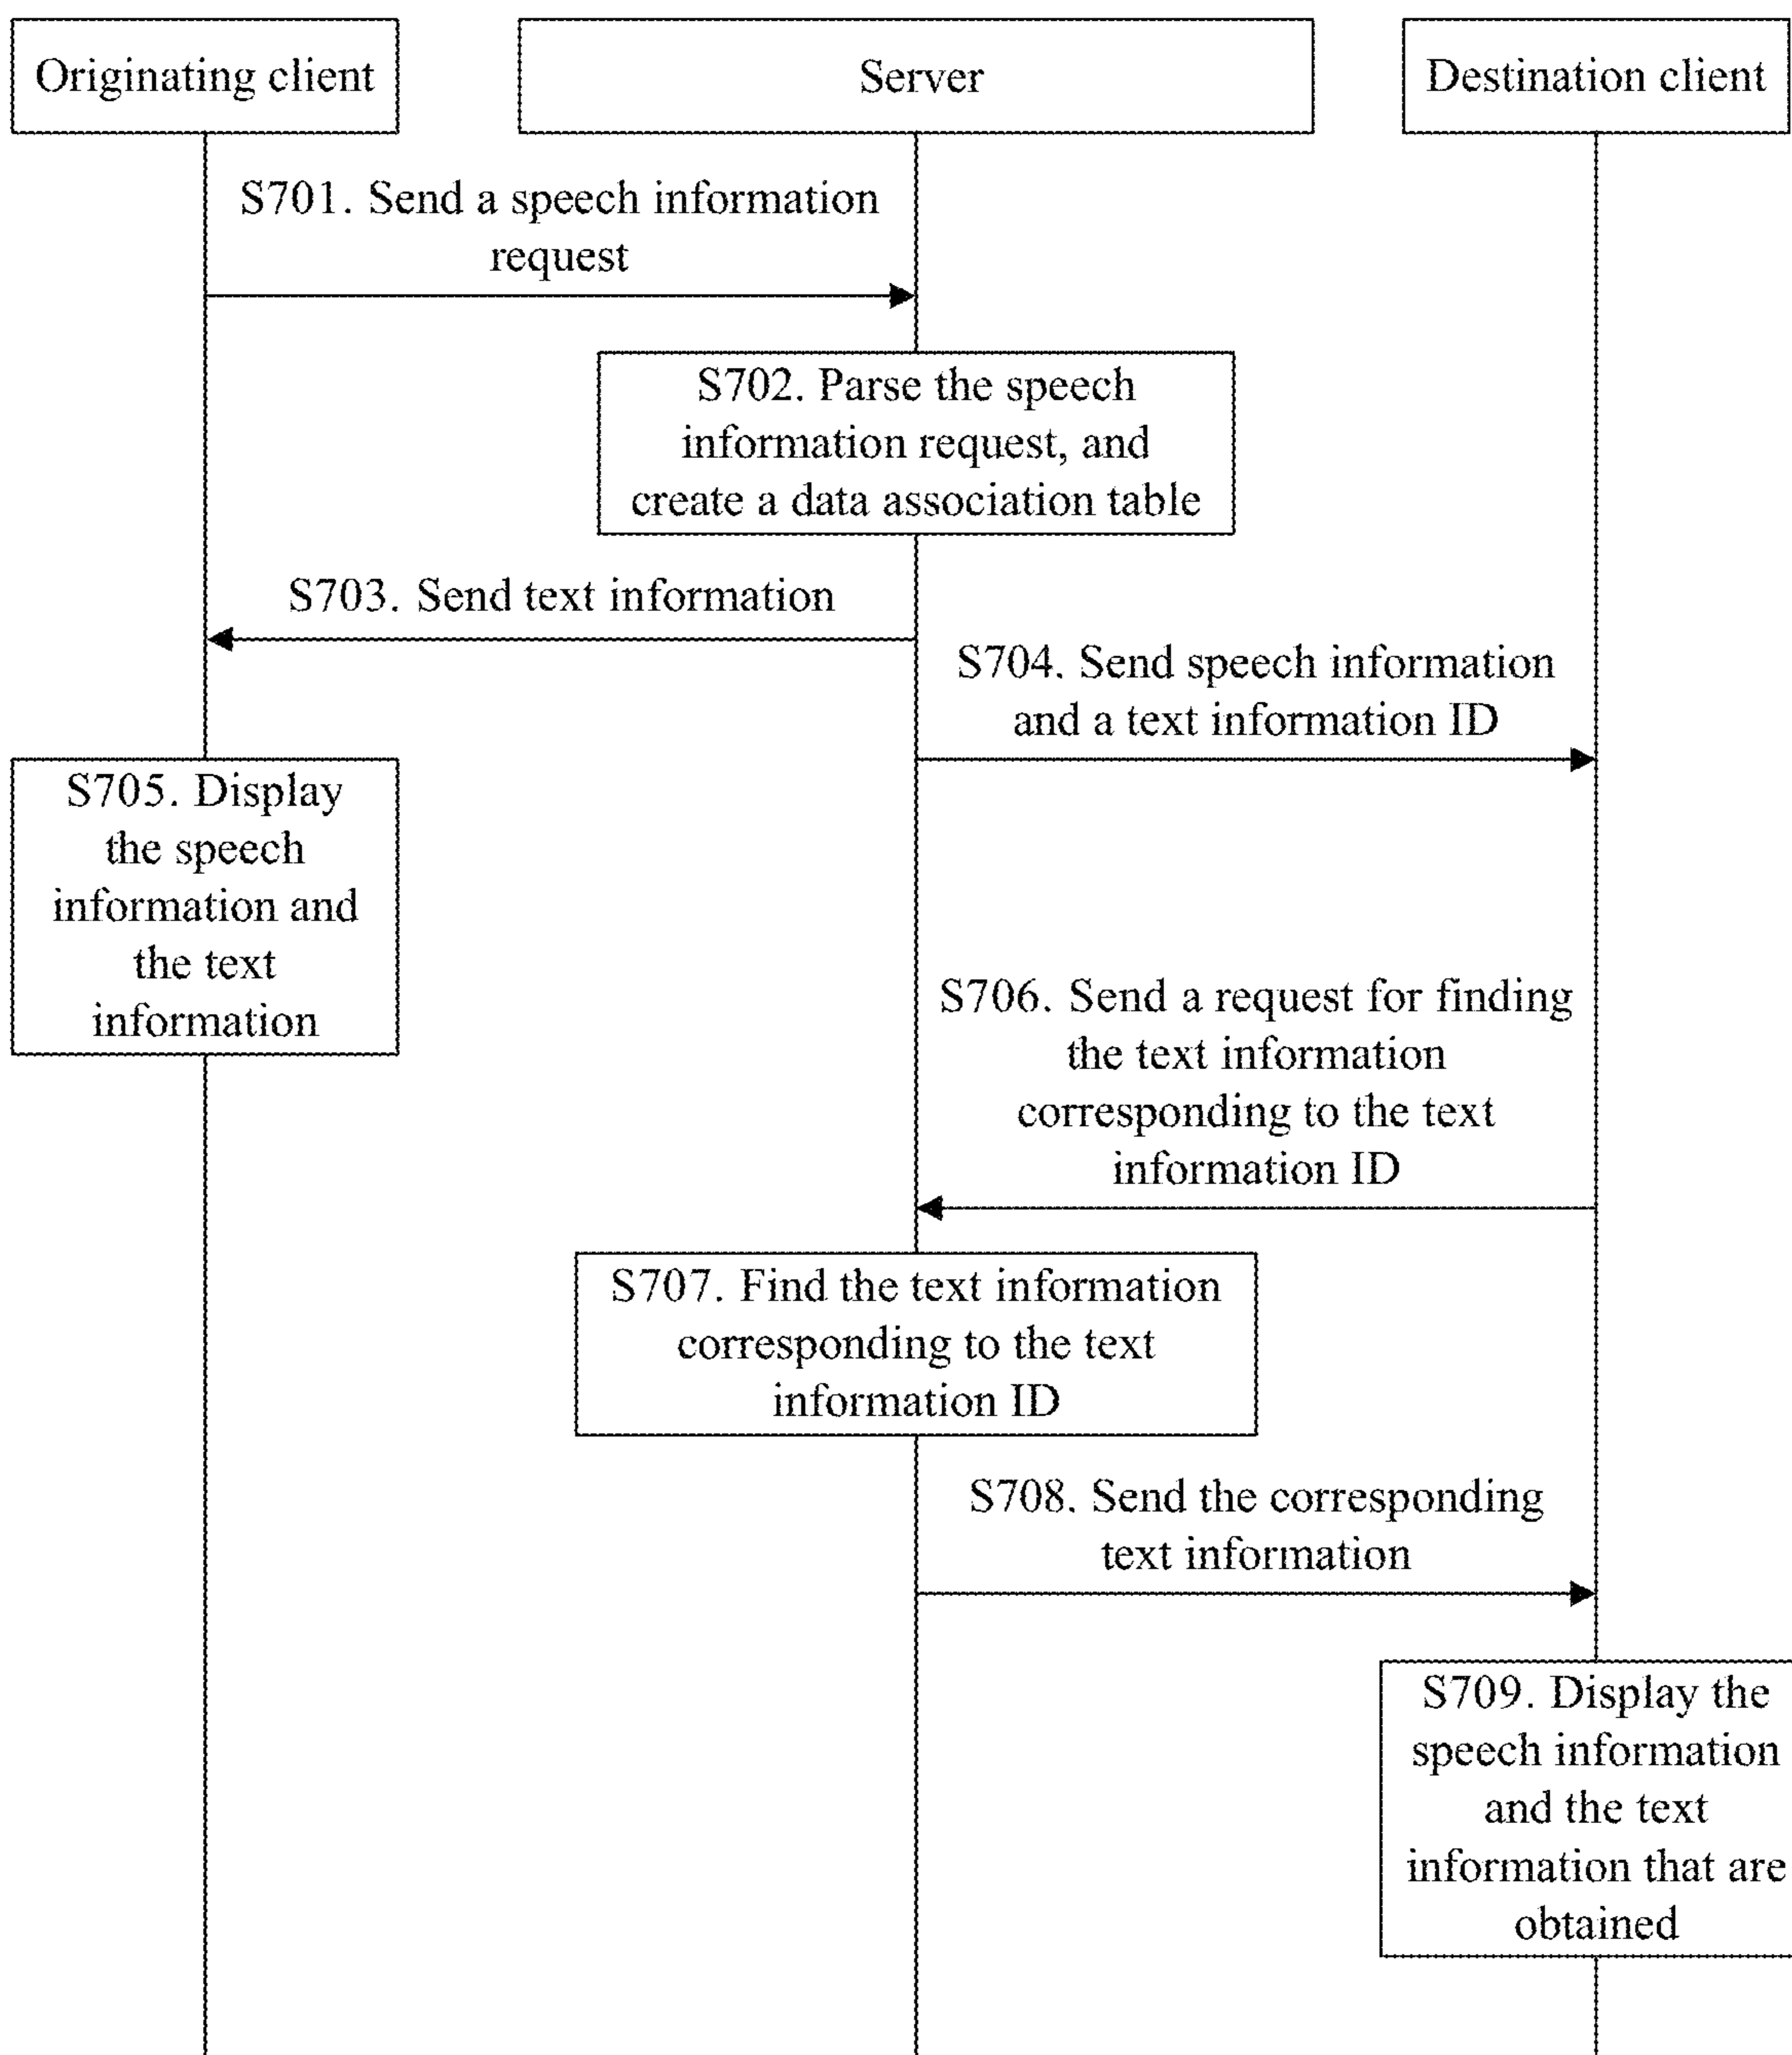 Originating client
Server
Destination client
S701. Send a speech information
request
S702. Parse the speech
information request, and
create a data association table
S703. Send text information
S704. Send speech information
and a text information ID
S705. Display
the speech
information and
the text
information
S706. Send a request for finding
the text information
corresponding to the text
information ID
S707. Find the text information
corresponding to the text
information ID
S708. Send the corresponding
text information
S709. Display the
speech information
and the text
information that are
obtained